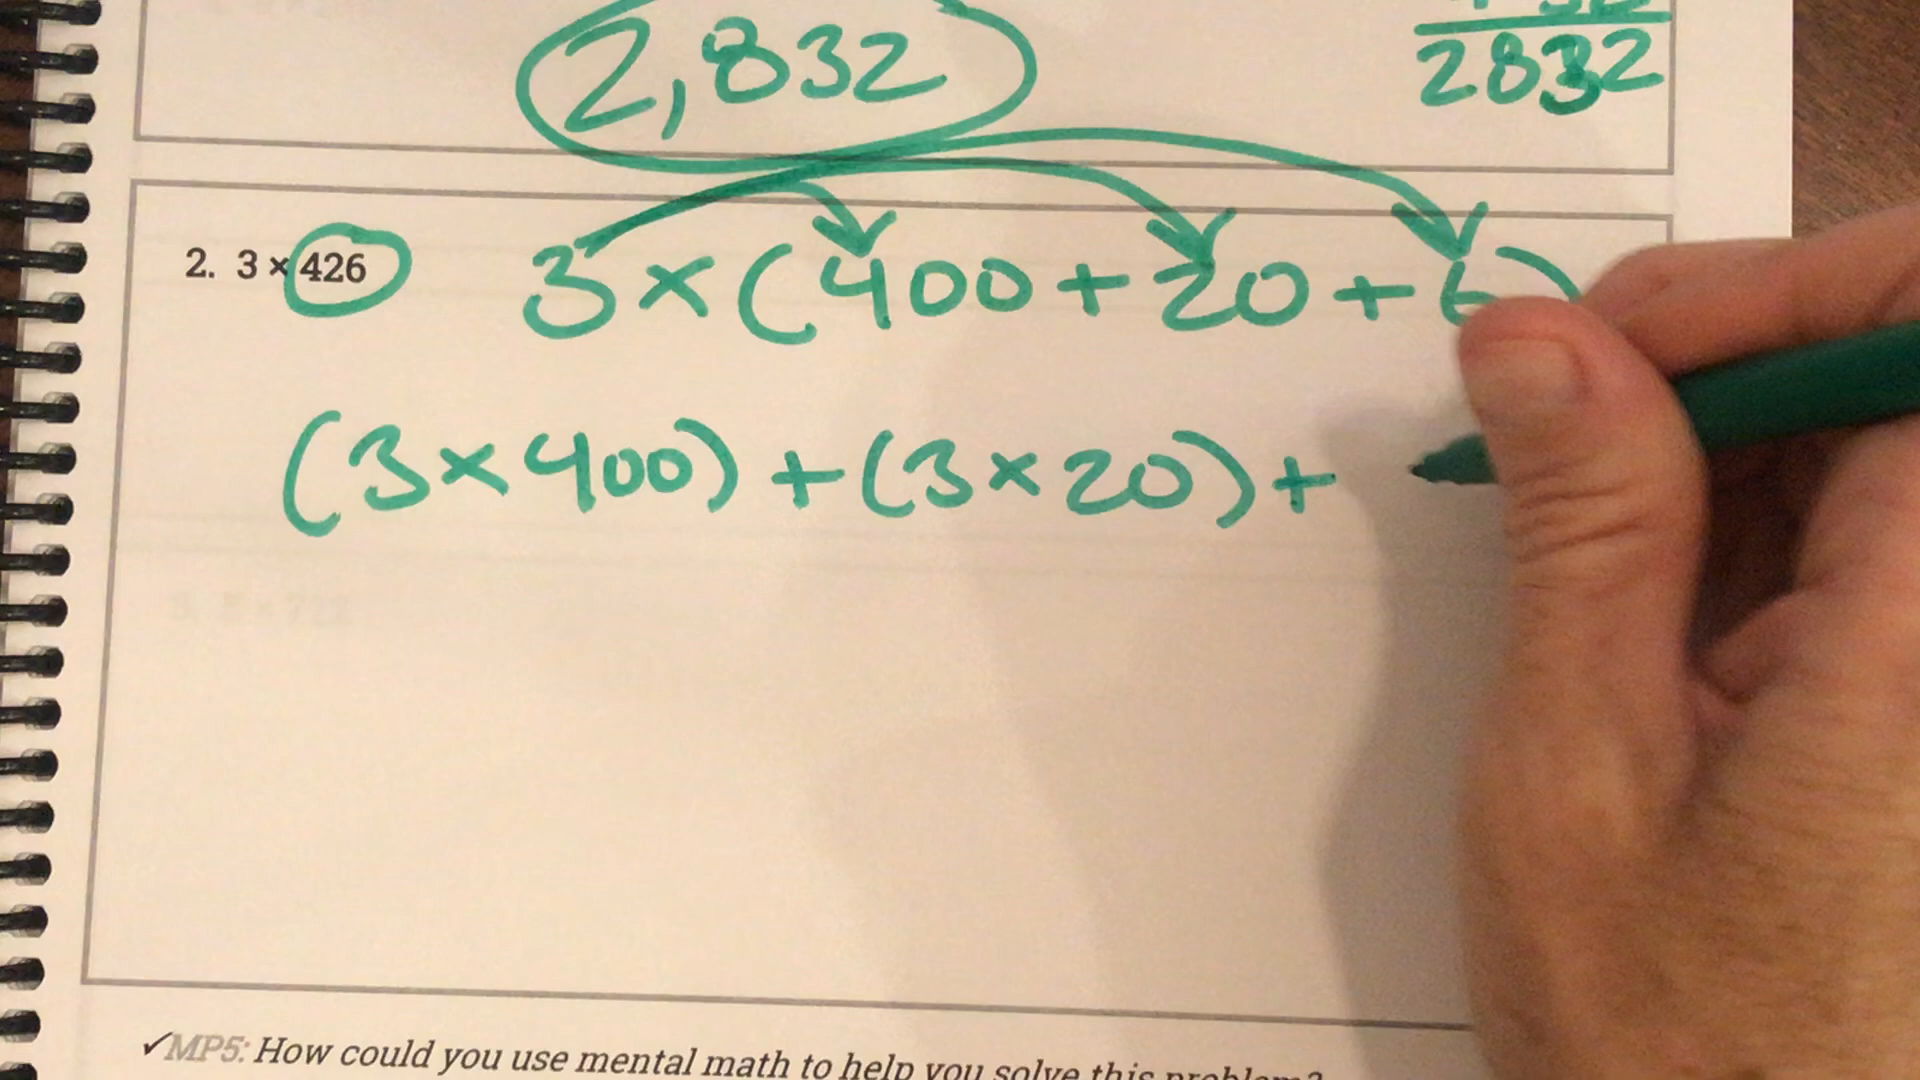 2,832
2832
2. 3 × 426 3 × (400 + 20 + 6)
(3 × 400) + (3 × 20) +
✓MP5: How could you use mental math to help you solve this problem?